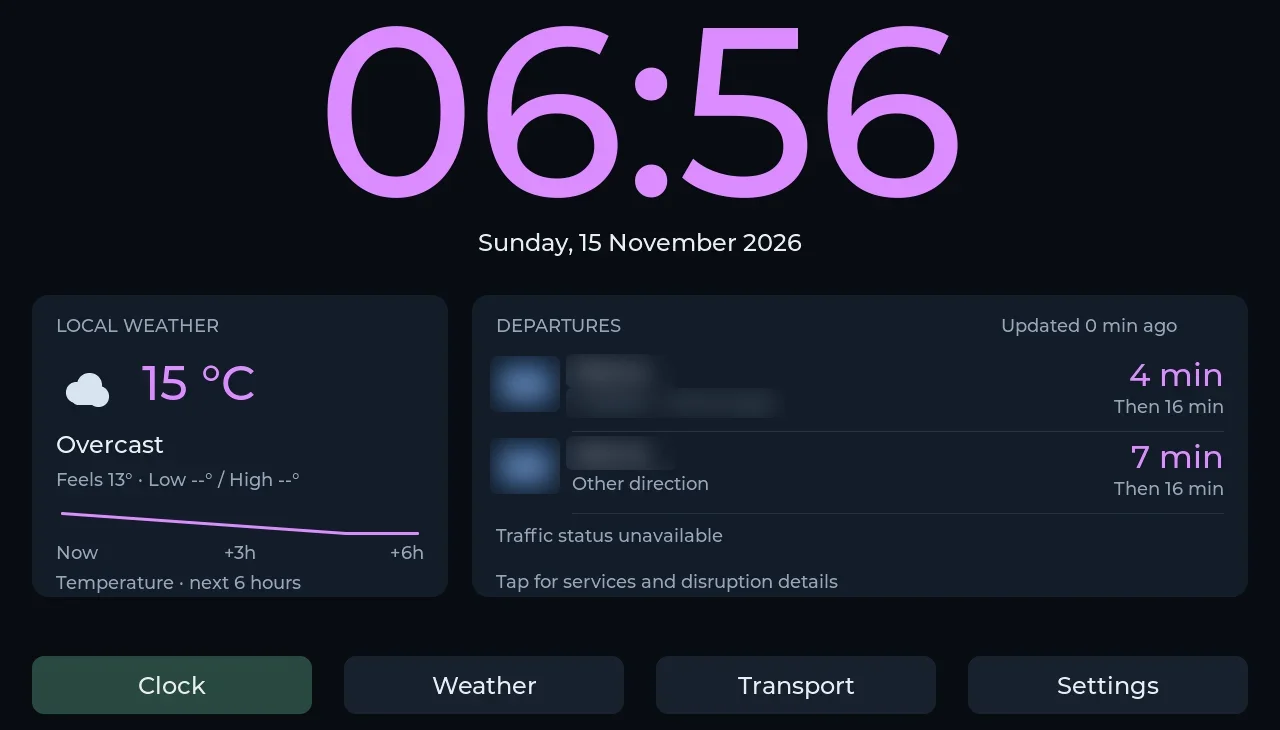 06:56
Sunday, 15 November 2026
LOCAL WEATHER
15 °C
Overcast
Feels 13° · Low --° / High --°
Now +3h +6h
Temperature · next 6 hours
DEPARTURES Updated 0 min ago
4 min
Then 16 min
7 min
Other direction Then 16 min
Traffic status unavailable
Tap for services and disruption details
Clock Weather Transport Settings